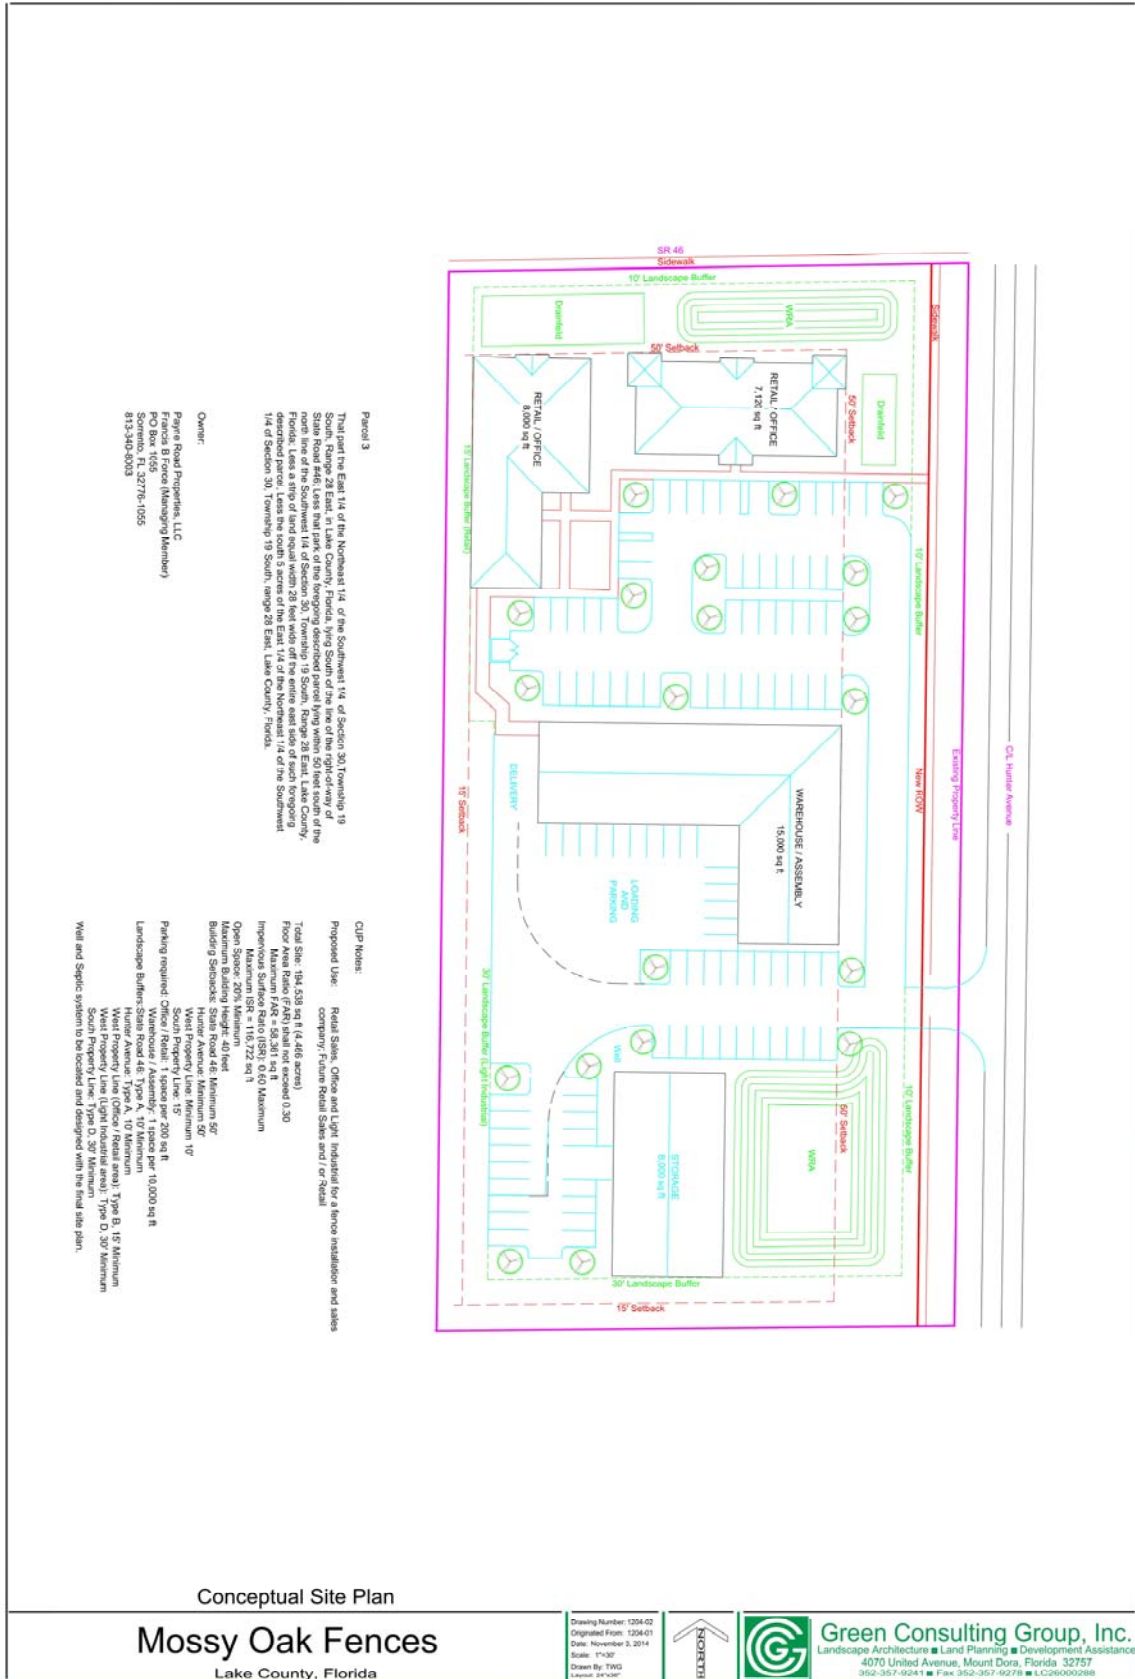 SR 46
Sidewalk
10' Landscape Buffer
Drainfield
WRA
Sidewalk
50' Setback
RETAIL / OFFICE
8,000 sq ft
RETAIL / OFFICE
7,120 sq ft
50' Setback
Drainfield
15' Landscape Buffer (Retail)
10' Landscape Buffer
C/L Hunter Avenue
Existing Property Line
New ROW
15' Setback
DELIVERY
WAREHOUSE / ASSEMBLY
15,000 sq ft
LOADING
AND
PARKING
30' Landscape Buffer (Light Industrial)
Well
STORAGE
WRA
50' Setback
10' Landscape Buffer
30' Landscape Buffer
15' Setback
Parcel 3
That part the East 1/4 of the Northeast 1/4 of the Southwest 1/4 of Section 30,Township 19
South, Range 28 East, in Lake County, Florida, lying South of the line of the right-of-way of
State Road #46; Less that park of the foregoing described parcel lying within 50 feet south of the
north line of the Southwest 1/4 of Section 30, Township 19 South, Range 28 East, Lake County,
Florida: Less a strip of land equal width 28 feet wide off the entire east side of such foregoing
described parcel, Less the south 5 acres of the East 1/4 of the Northeast 1/4 of the Southwest
1/4 of Section 30, Township 19 South, range 28 East, Lake County, Florida.
Owner:
Payne Road Properties, LLC
Francis B Force (Managing Member)
PO Box 1055
Sorrento, FL 32776-1055
813-340-8003
CUP Notes:
Proposed Use: Retail Sales, Office and Light Industrial for a fence installation and sales
company; Future Retail Sales and / or Retail
Total Site: 194,538 sq ft (4.466 acres)
Floor Area Ratio (FAR) shall not exceed 0.30
Maximum FAR = 58,361 sq ft
Impervious Surface Ratio (ISR): 0.60 Maximum
Maximum ISR = 116,722 sq ft
Open Space: 20% Minimum
Maximum Building Height: 40 feet
Building Setbacks: State Road 46: Minimum 50'
Hunter Avenue: Minimum 50'
West Property Line: Minimum 10'
South Property Line: 15'
Parking required: Office / Retail: 1 space per 200 sq ft
Warehouse / Assembly: 1 space per 10,000 sq ft
Landscape Buffers:State Road 46: Type A, 10' Minimum
Hunter Avenue: Type A, 10' Minimum
West Property Line (Office / Retail area): Type B, 15' Minimum
West Property Line (Light Industrial area): Type D, 30' Minimum
South Property Line: Type D, 30' Minimum
Well and Septic system to be located and designed with the final site plan.
Conceptual Site Plan
Mossy Oak Fences
Lake County, Florida
Drawing Number: 1204-02
Originated From: 1204-01
Date: November 3, 2014
Scale: 1"=30'
Drawn By: TWG
Layout: 24"x36"
NORTH
Green Consulting Group, Inc.
Landscape Architecture ■ Land Planning ■ Development Assistance
4070 United Avenue, Mount Dora, Florida 32757
352-357-9241 ■ Fax 352-357-9278 ■ LC26000288